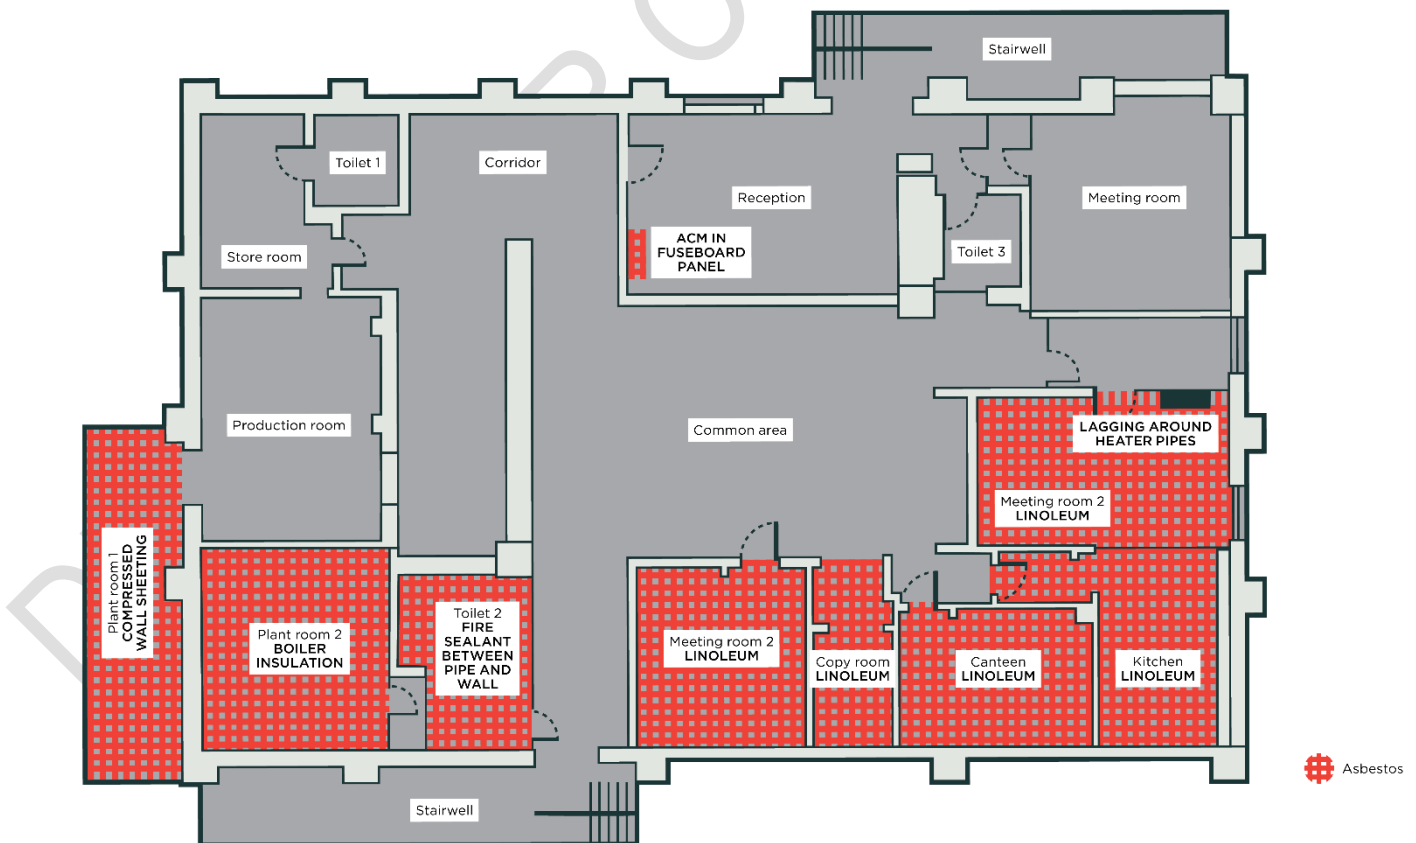 Stairwell
Toilet 1
Corridor
Reception
Meeting room
ACM IN
FUSEBOARD
PANEL
Toilet 3
Store room
Production room
Common area
LAGGING AROUND
HEATER PIPES
Meeting room 2
LINOLEUM
Plant room 1
COMPRESSED
WALL SHEETING
Plant room 2
BOILER
INSULATION
Toilet 2
FIRE
SEALANT
BETWEEN
PIPE AND
WALL
Meeting room 2
LINOLEUM
Copy room
LINOLEUM
Canteen
LINOLEUM
Kitchen
LINOLEUM
Asbestos
Stairwell